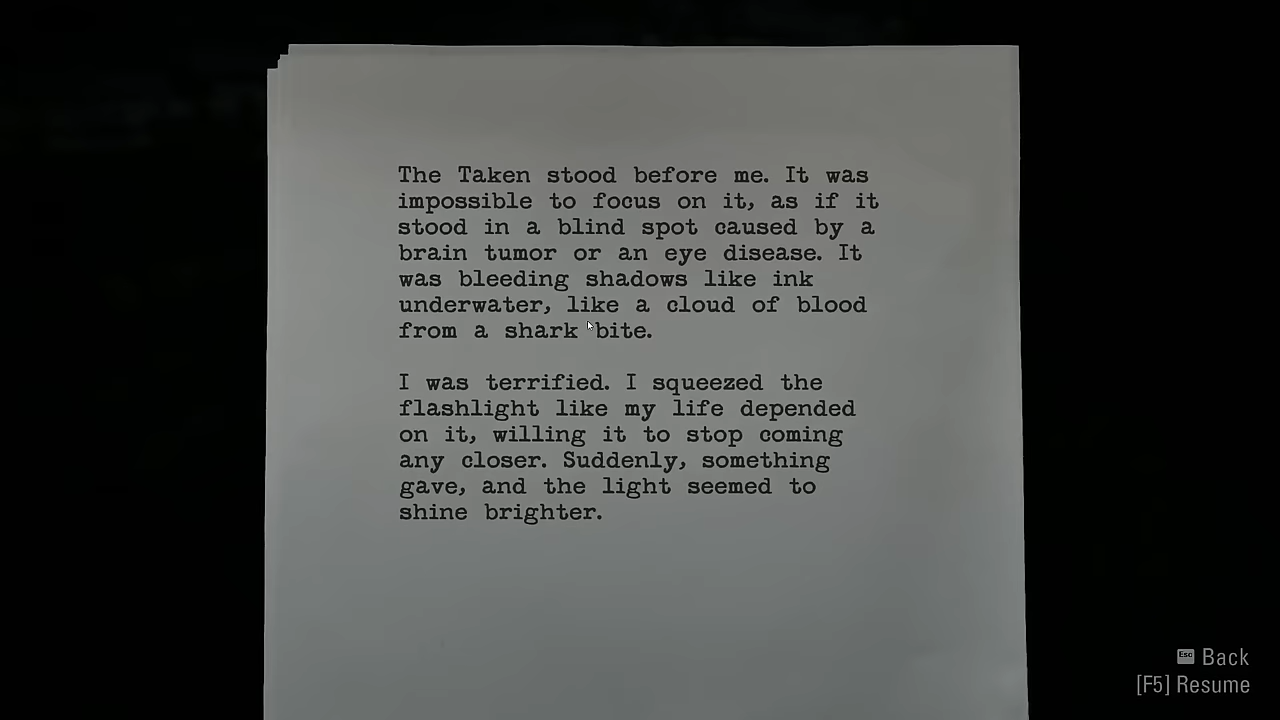 The Taken stood before me. It was
impossible to focus on it, as if it
stood in a blind spot caused by a
brain tumor or an eye disease. It
was bleeding shadows like ink
underwater, like a cloud of blood
from a shark bite.
I was terrified. I squeezed the
flashlight like my life depended
on it, willing it to stop coming
any closer. Suddenly, something
gave, and the light seemed to
shine brighter.
Esc Back
[F5] Resume